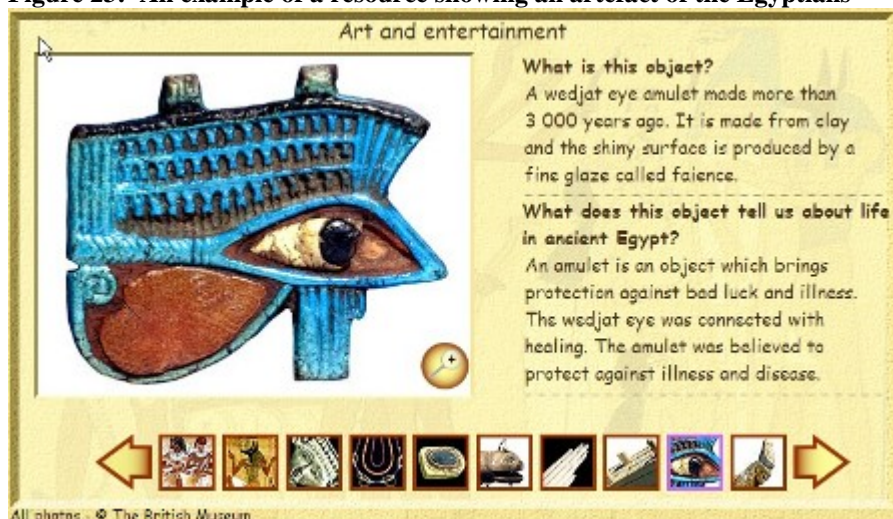 Figure 25: An example of a resource showing an artefact of the Egyptians
Art and entertainment
What is this object?
A wedjat eye amulet made more than
3 000 years ago. It is made from clay
and the shiny surface is produced by a
fine glaze called faience.
What does this object tell us about life
in ancient Egypt?
An amulet is an object which brings
protection against bad luck and illness.
The wedjat eye was connected with
healing. The amulet was believed to
protect against illness and disease.
All photos - © The British Museum